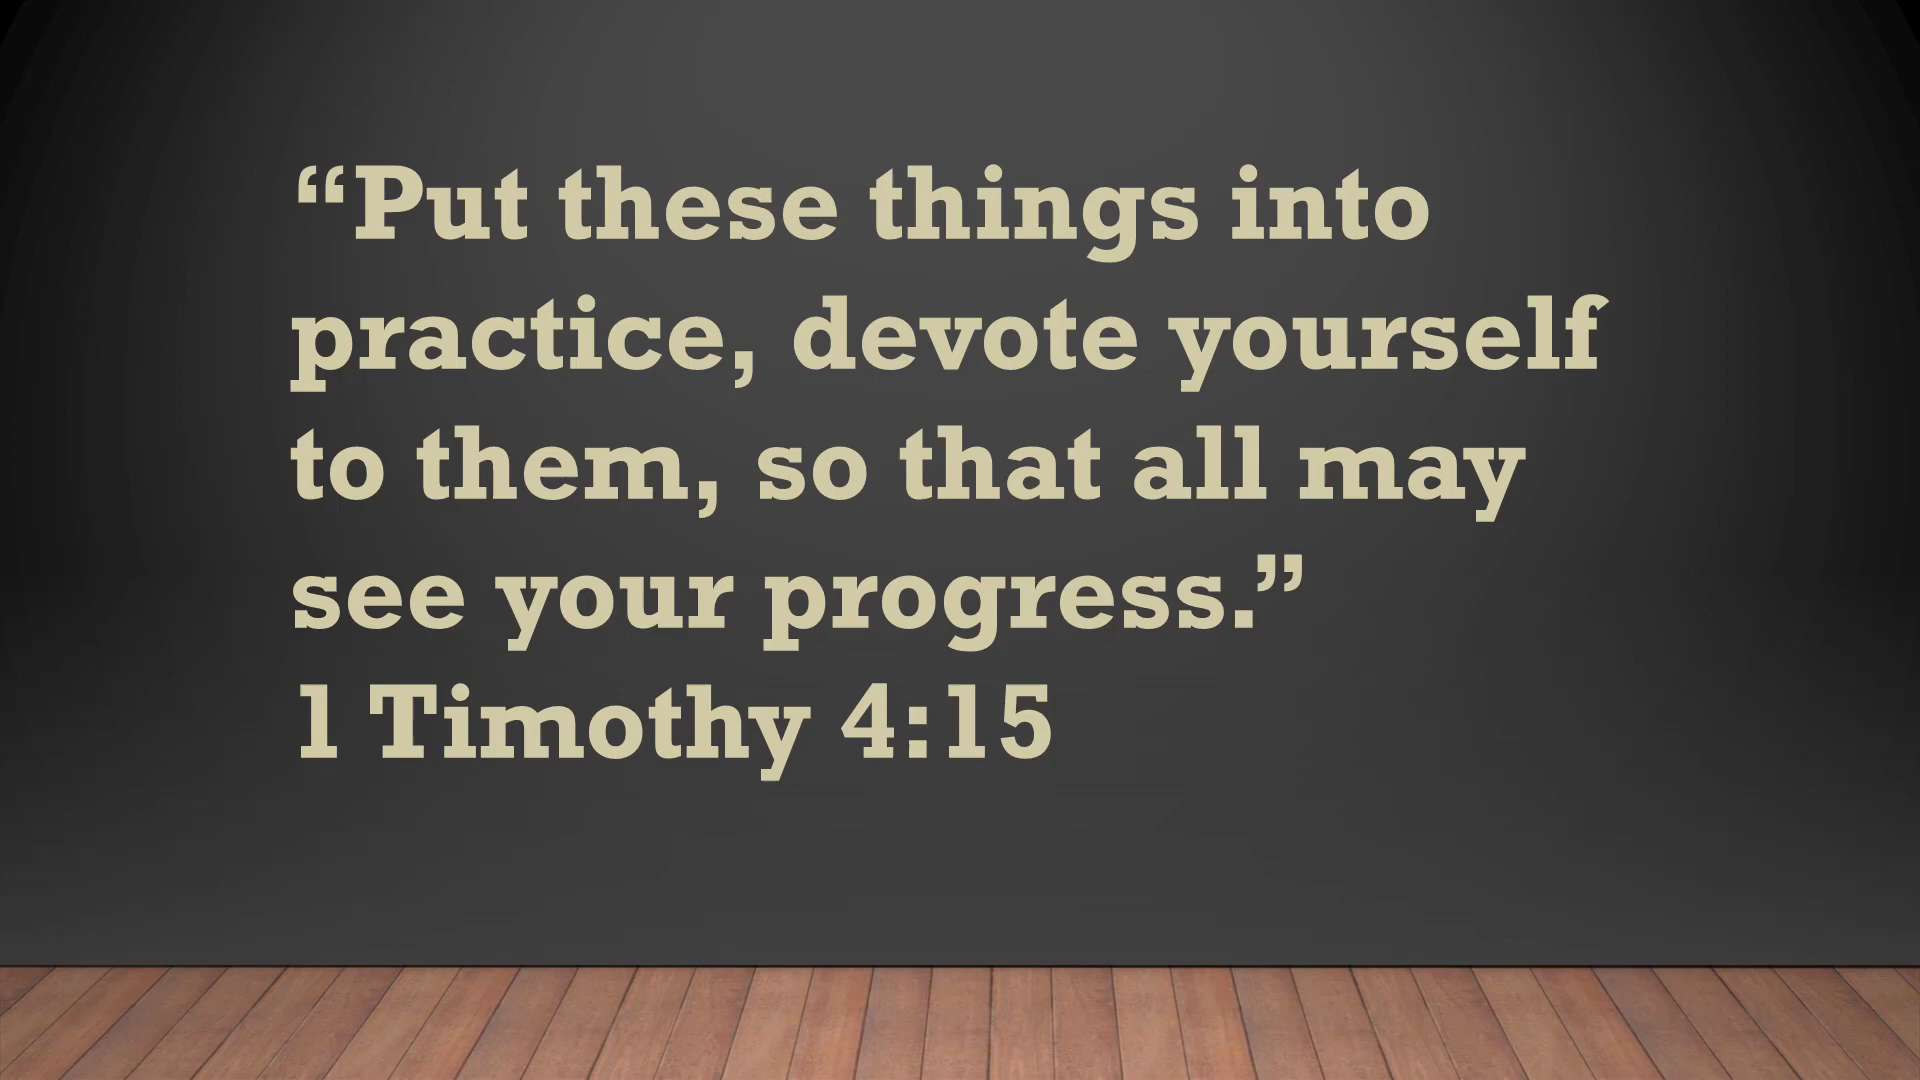 “Put these things into
practice, devote yourself
to them, so that all may
see your progress.”
1 Timothy 4:15